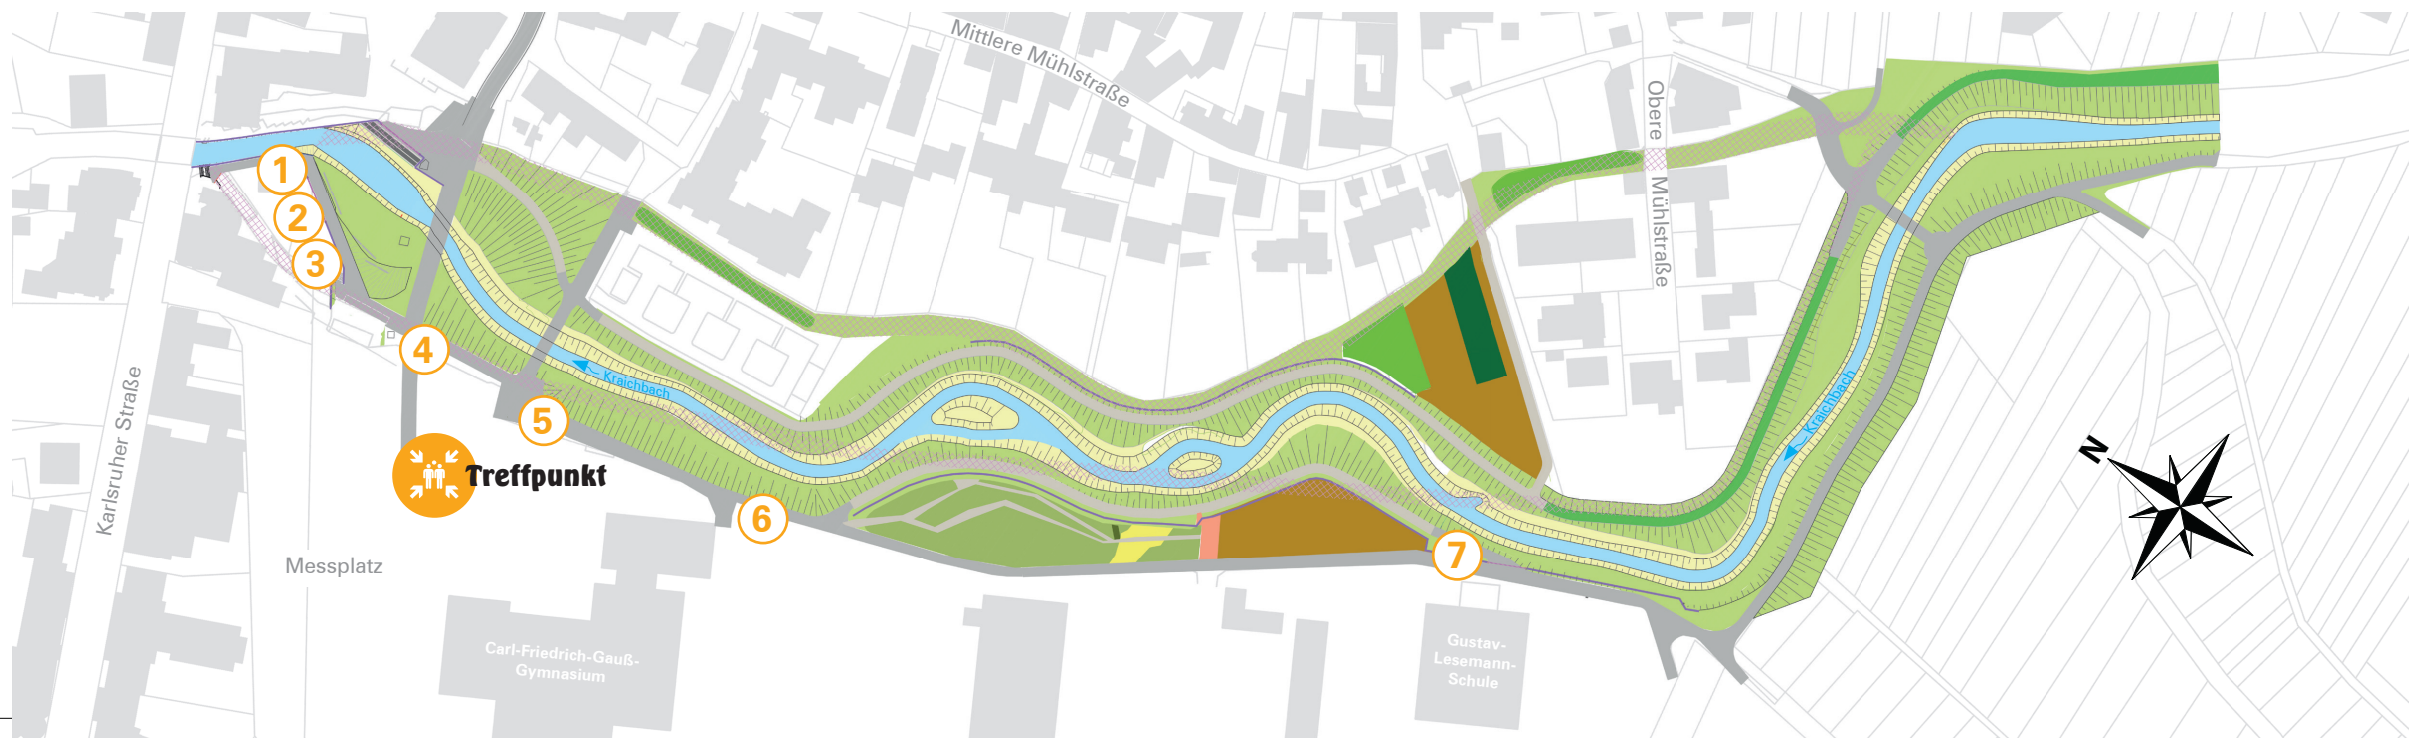 Mittlere Mühlstraße
Obere Mühlstraße
1
2
3
4
5
6
7
Kraichbach
Kraichbach
Karlsruher Straße
Treffpunkt
Messplatz
Carl-Friedrich-Gauß-
Gymnasium
Gustav-
Lesemann-
Schule
N